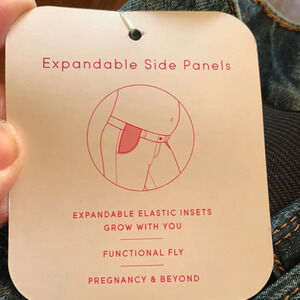 Expandable Side Panels
EXPANDABLE ELASTIC INSETS
GROW WITH YOU
FUNCTIONAL FLY
PREGNANCY & BEYOND